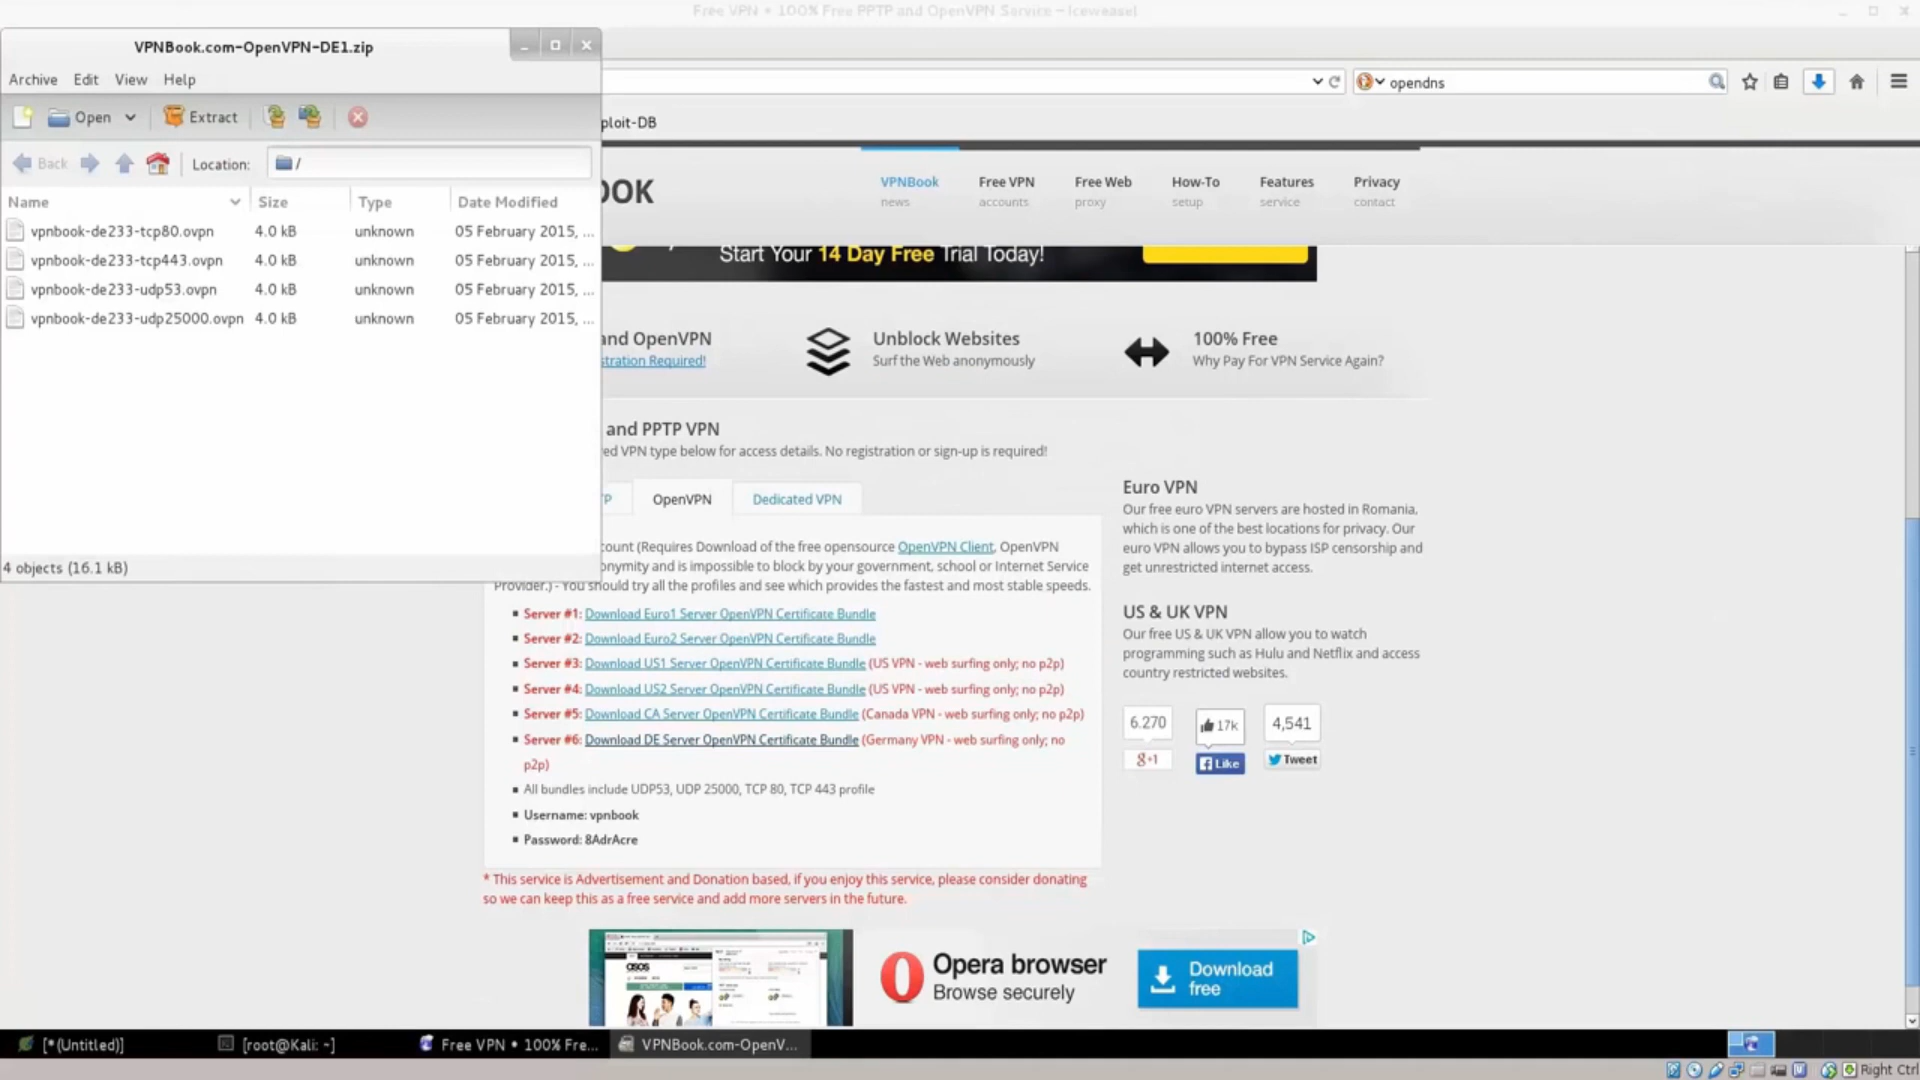 Free VPN • 100% Free PPTP and OpenVPN Service – Iceweasel
VPNBook.com-OpenVPN-DE1.zip
Archive Edit View Help
Open Extract
Back Location: /
Name Size Type Date Modified
vpnbook-de233-tcp80.ovpn 4.0 kB unknown 05 February 2015, ...
vpnbook-de233-tcp443.ovpn 4.0 kB unknown 05 February 2015, ...
vpnbook-de233-udp53.ovpn 4.0 kB unknown 05 February 2015, ...
vpnbook-de233-udp25000.ovpn 4.0 kB unknown 05 February 2015, ...
4 objects (16.1 kB)
opendns
ploit-DB
OOK
VPNBook Free VPN Free Web How-To Features Privacy
news accounts proxy setup service contact
Start Your 14 Day Free Trial Today!
and OpenVPN
stration Required!
Unblock Websites
Surf the Web anonymously
100% Free
Why Pay For VPN Service Again?
and PPTP VPN
ed VPN type below for access details. No registration or sign-up is required!
P OpenVPN Dedicated VPN
count (Requires Download of the free opensource OpenVPN Client, OpenVPN
onymity and is impossible to block by your government, school or Internet Service
Provider.) - You should try all the profiles and see which provides the fastest and most stable speeds.
Server #1: Download Euro1 Server OpenVPN Certificate Bundle
Server #2: Download Euro2 Server OpenVPN Certificate Bundle
Server #3: Download US1 Server OpenVPN Certificate Bundle (US VPN - web surfing only; no p2p)
Server #4: Download US2 Server OpenVPN Certificate Bundle (US VPN - web surfing only; no p2p)
Server #5: Download CA Server OpenVPN Certificate Bundle (Canada VPN - web surfing only; no p2p)
Server #6: Download DE Server OpenVPN Certificate Bundle (Germany VPN - web surfing only; no
p2p)
All bundles include UDP53, UDP 25000, TCP 80, TCP 443 profile
Username: vpnbook
Password: 8AdrAcre
* This service is Advertisement and Donation based, if you enjoy this service, please consider donating
so we can keep this as a free service and add more servers in the future.
Euro VPN
Our free euro VPN servers are hosted in Romania,
which is one of the best locations for privacy. Our
euro VPN allows you to bypass ISP censorship and
get unrestricted internet access.
US & UK VPN
Our free US & UK VPN allow you to watch
programming such as Hulu and Netflix and access
country restricted websites.
6.270 17k 4,541
g+1 Like Tweet
asos
Opera browser
Browse securely
Download
free
[*(Untitled)] [root@Kali: ~] Free VPN • 100% Fre... VPNBook.com-OpenV...
Right Ctrl